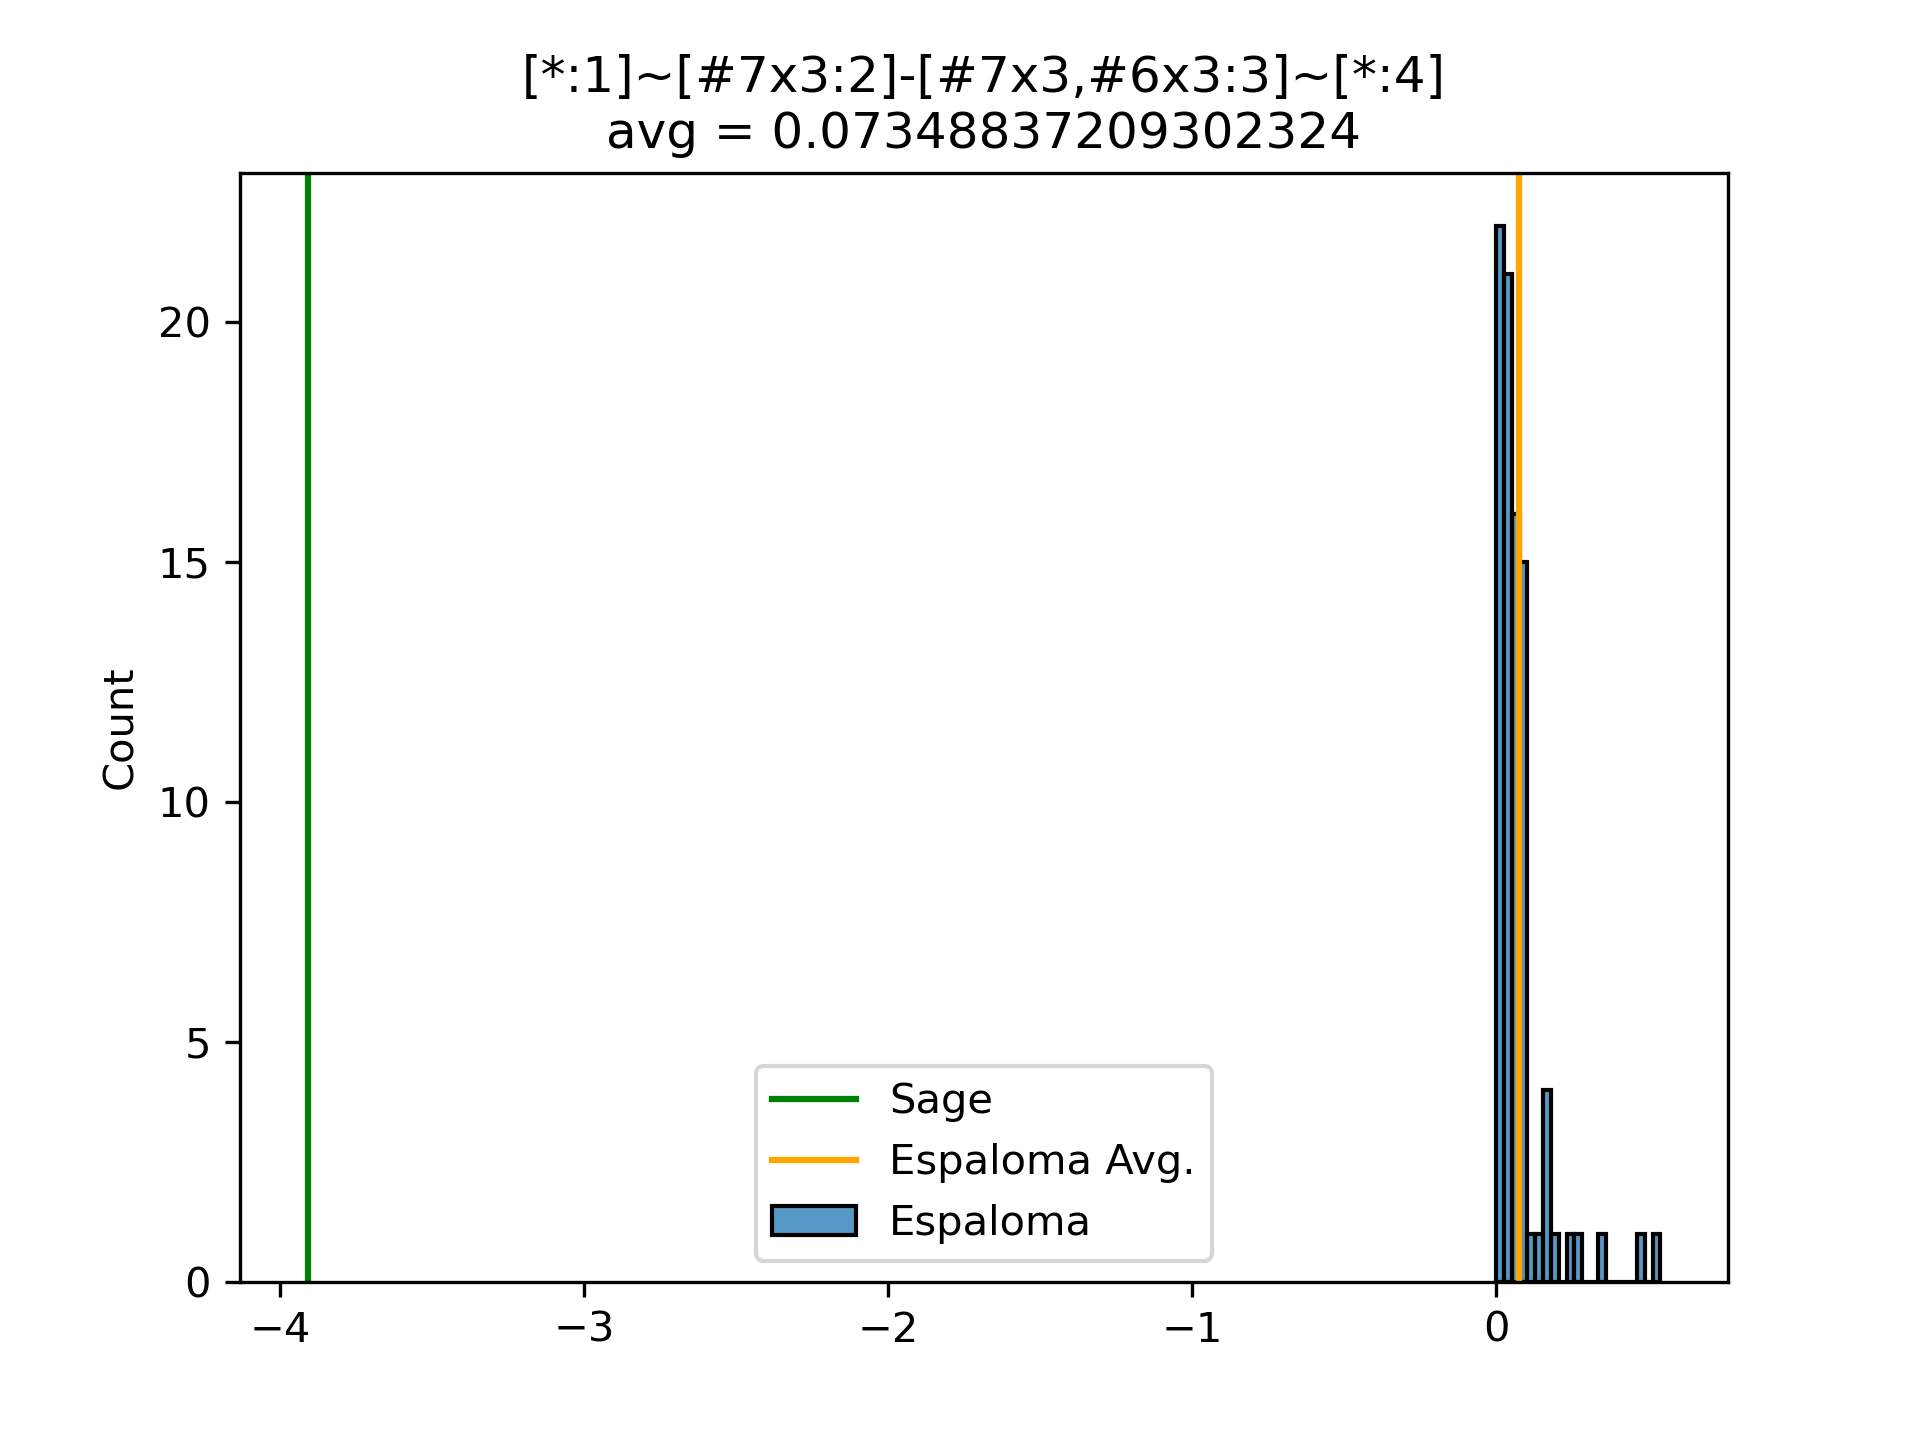 [*:1]~[#7x3:2]-[#7x3,#6x3:3]~[*:4]
avg = 0.07348837209302324
20
15
10
5
0
Count
Sage
Espaloma Avg.
Espaloma
−4 −3 −2 −1 0